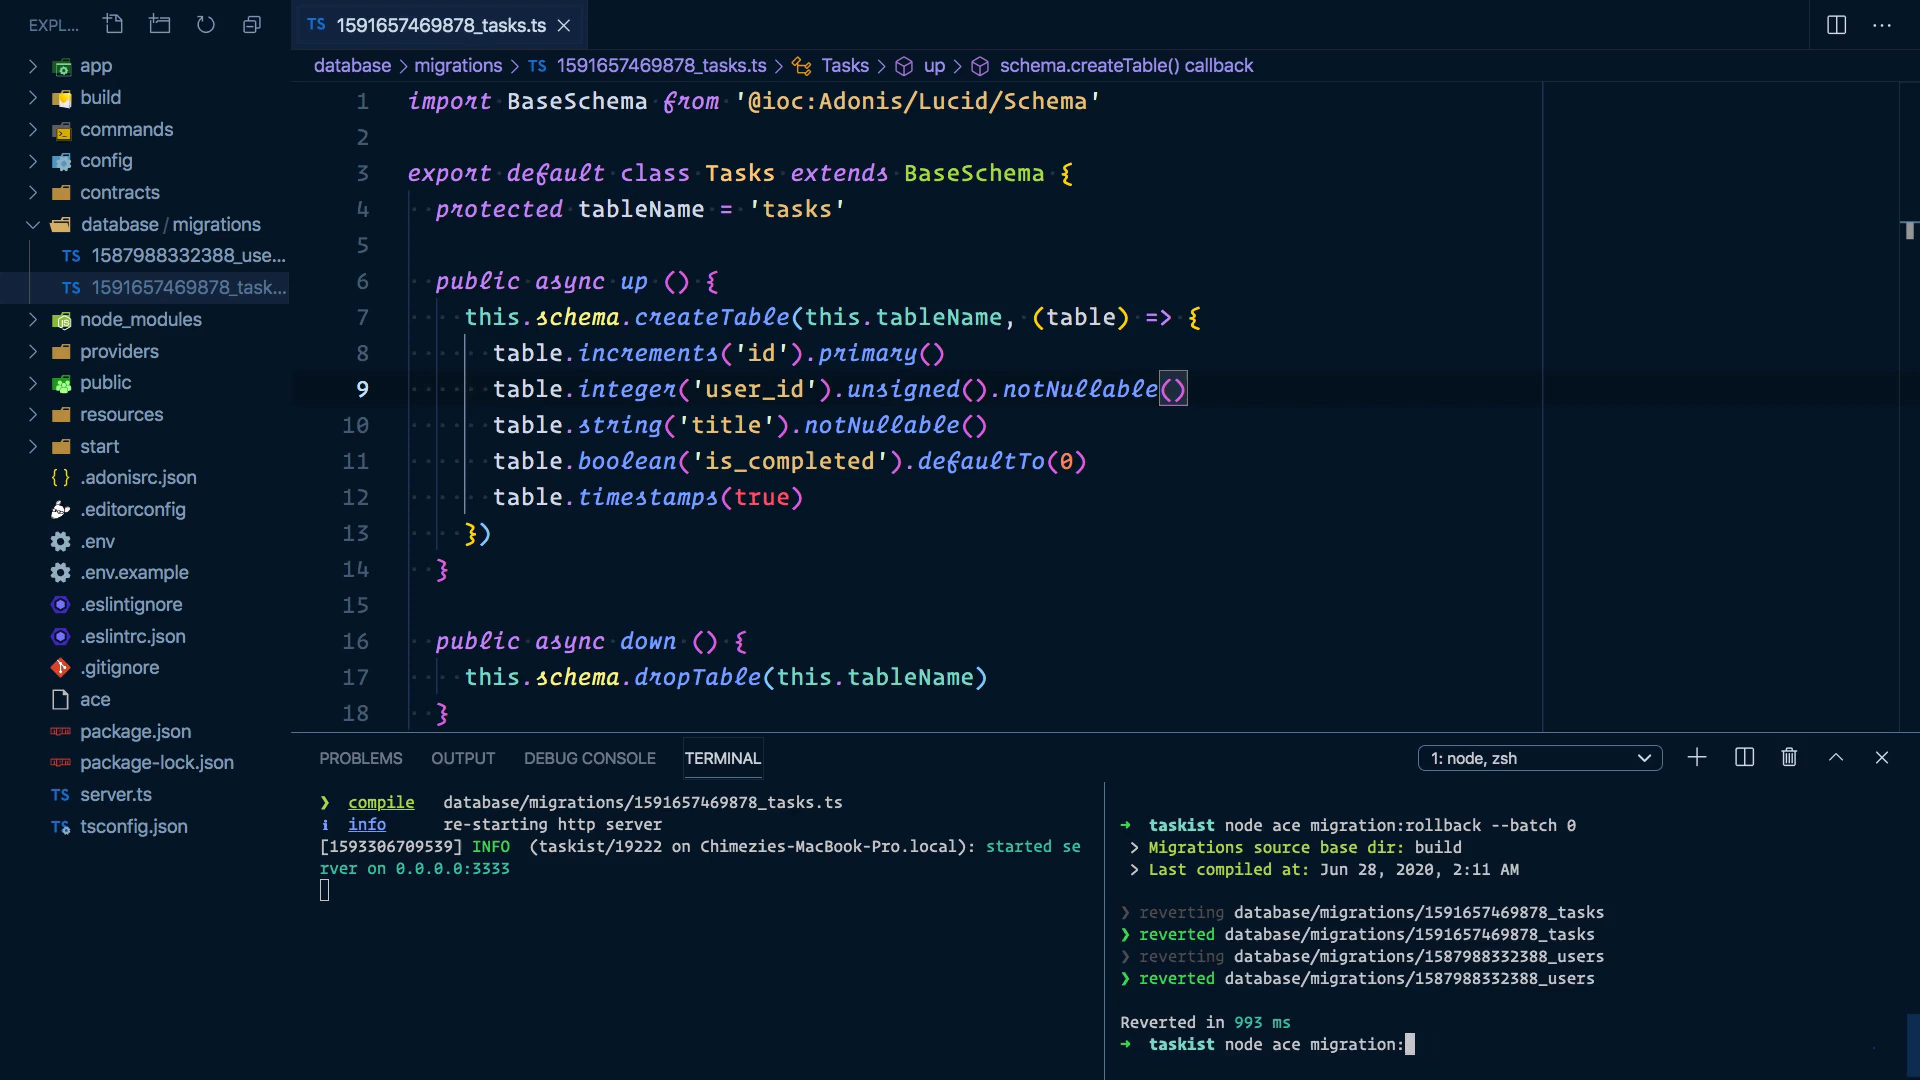 EXPL...
app
build
commands
config
contracts
database / migrations
TS 1587988332388_use...
TS 1591657469878_task...
node_modules
providers
public
resources
start
{ } .adonisrc.json
.editorconfig
.env
.env.example
.eslintignore
.eslintrc.json
.gitignore
ace
package.json
package-lock.json
TS server.ts
TS tsconfig.json
TS 1591657469878_tasks.ts
database > migrations > TS 1591657469878_tasks.ts > Tasks > up > schema.createTable() callback
1 import BaseSchema from '@ioc:Adonis/Lucid/Schema'
2
3 export default class Tasks extends BaseSchema {
4 protected tableName = 'tasks'
5
6 public async up () {
7 this.schema.createTable(this.tableName, (table) => {
8 table.increments('id').primary()
9 table.integer('user_id').unsigned().notNullable()
10 table.string('title').notNullable()
11 table.boolean('is_completed').defaultTo(0)
12 table.timestamps(true)
13 })
14 }
15
16 public async down () {
17 this.schema.dropTable(this.tableName)
18 }
PROBLEMS OUTPUT DEBUG CONSOLE TERMINAL
1: node, zsh
❯ compile database/migrations/1591657469878_tasks.ts
ℹ info re-starting http server
[1593306709539] INFO (taskist/19222 on Chimezies-MacBook-Pro.local): started se
rver on 0.0.0.0:3333
→ taskist node ace migration:rollback --batch 0
> Migrations source base dir: build
> Last compiled at: Jun 28, 2020, 2:11 AM
❯ reverting database/migrations/1591657469878_tasks
❯ reverted database/migrations/1591657469878_tasks
❯ reverting database/migrations/1587988332388_users
❯ reverted database/migrations/1587988332388_users
Reverted in 993 ms
→ taskist node ace migration: